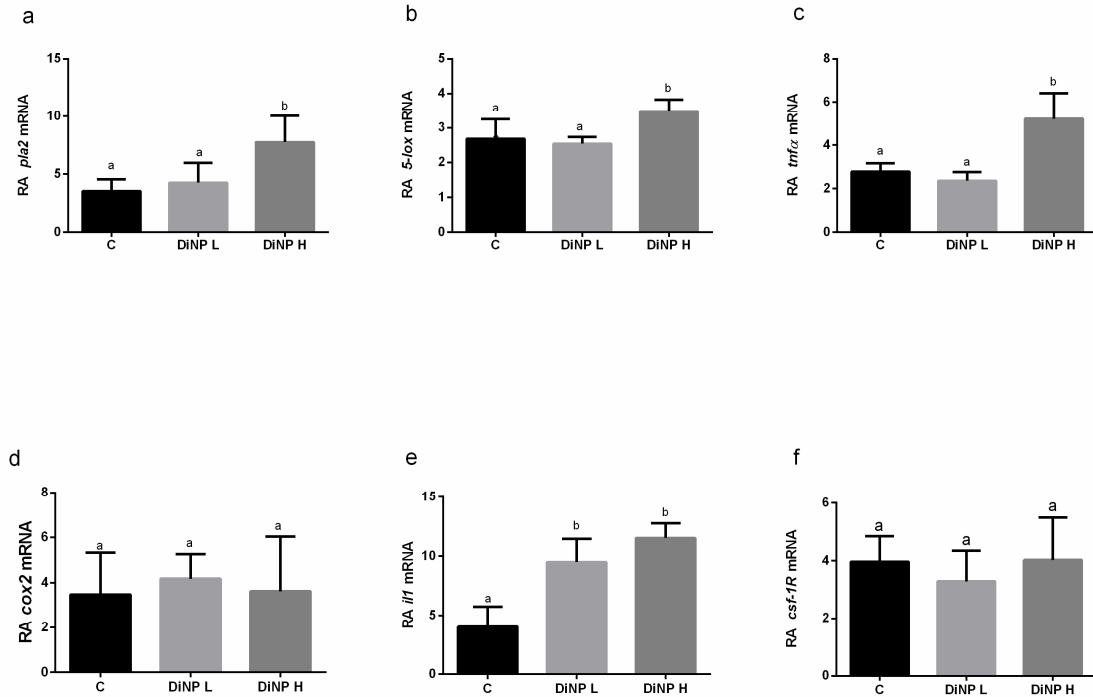 a
RA pla2 mRNA
15
10
5
0
a
a
b
C DiNP L DiNP H
b
RA 5-lox mRNA
5
4
3
2
1
0
a
a
b
C DiNP L DiNP H
c
RA tnfα mRNA
8
6
4
2
0
a
a
b
C DiNP L DiNP H
d
RA cox2 mRNA
8
6
4
2
0
a
a
a
C DiNP L DiNP H
e
RA il1 mRNA
15
10
5
0
a
b
b
C DiNP L DiNP H
f
RA csf-1R mRNA
6
4
2
0
a
a
a
C DiNP L DiNP H